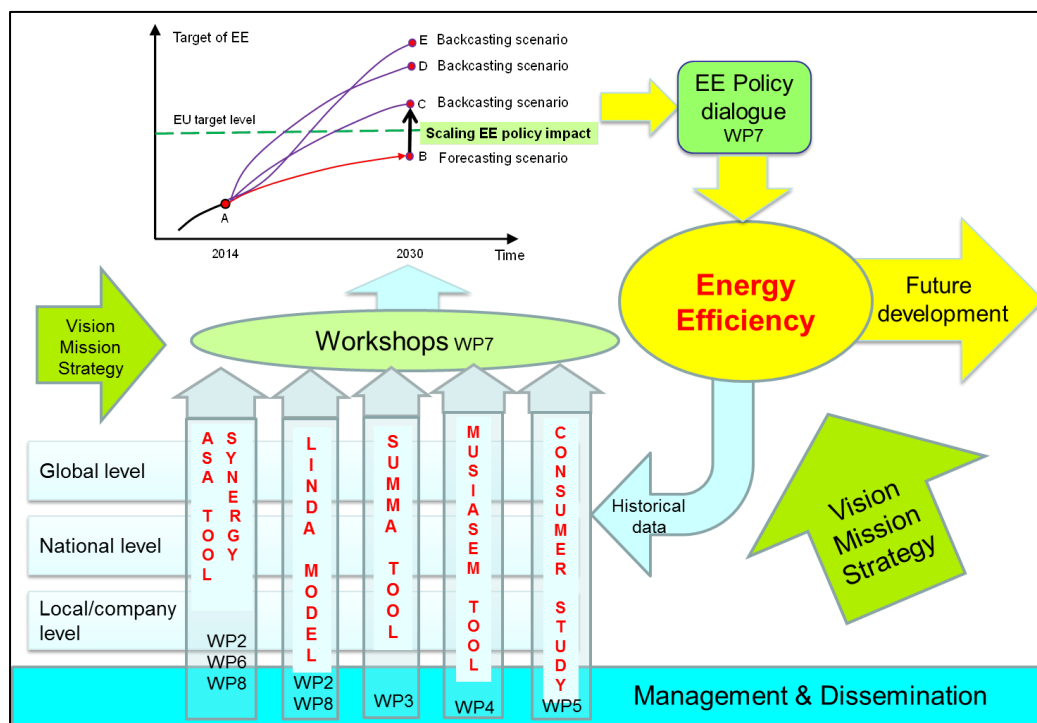 Target of EE
E Backcasting scenario
D Backcasting scenario
C Backcasting scenario
EU target level
Scaling EE policy impact
B Forecasting scenario
A
2014
2030
Time
EE Policy
dialogue
WP7
Energy
Efficiency
Future
development
Vision
Mission
Strategy
Workshops WP7
Global level
National level
Local/company
level
ASA TOOL
SYNERGY
WP2
WP6
WP8
LINDA MODEL
WP2
WP8
SUMMA TOOL
WP3
MUSIASEM TOOL
WP4
CONSUMER STUDY
WP5
Historical
data
Vision
Mission
Strategy
Management & Dissemination